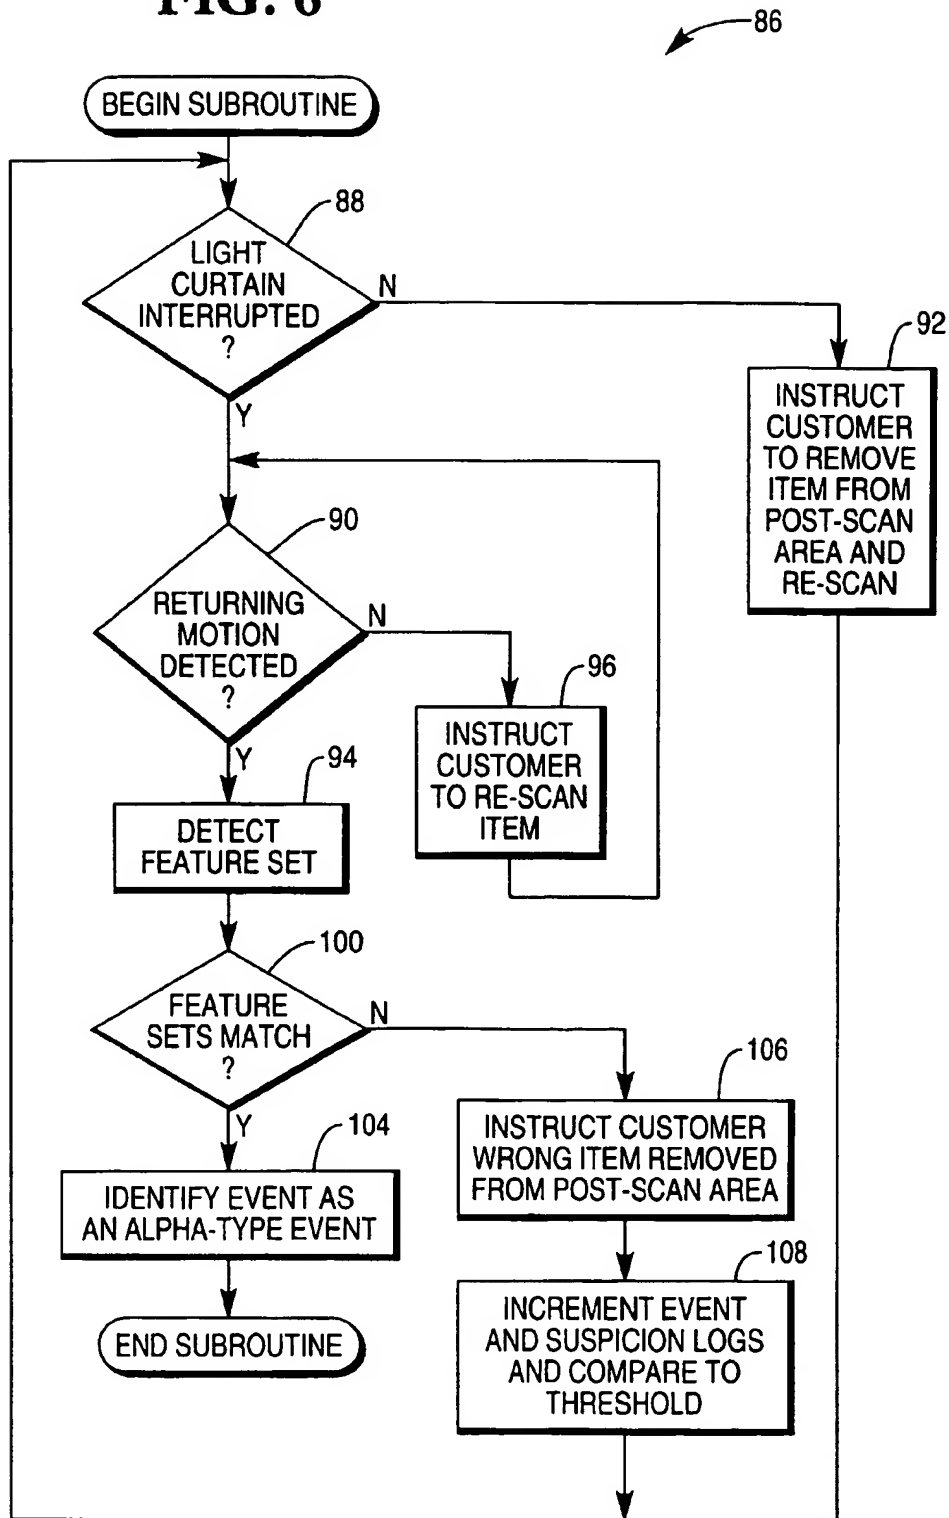 FIG. 6
86
BEGIN SUBROUTINE
88
LIGHT
CURTAIN
INTERRUPTED
?
N
Y
92
INSTRUCT
CUSTOMER
TO REMOVE
ITEM FROM
POST-SCAN
AREA AND
RE-SCAN
90
RETURNING
MOTION
DETECTED
?
N
Y
96
INSTRUCT
CUSTOMER
TO RE-SCAN
ITEM
94
DETECT
FEATURE SET
100
FEATURE
SETS MATCH
?
N
Y
106
INSTRUCT CUSTOMER
WRONG ITEM REMOVED
FROM POST-SCAN AREA
104
IDENTIFY EVENT AS
AN ALPHA-TYPE EVENT
108
INCREMENT EVENT
AND SUSPICION LOGS
AND COMPARE TO
THRESHOLD
END SUBROUTINE